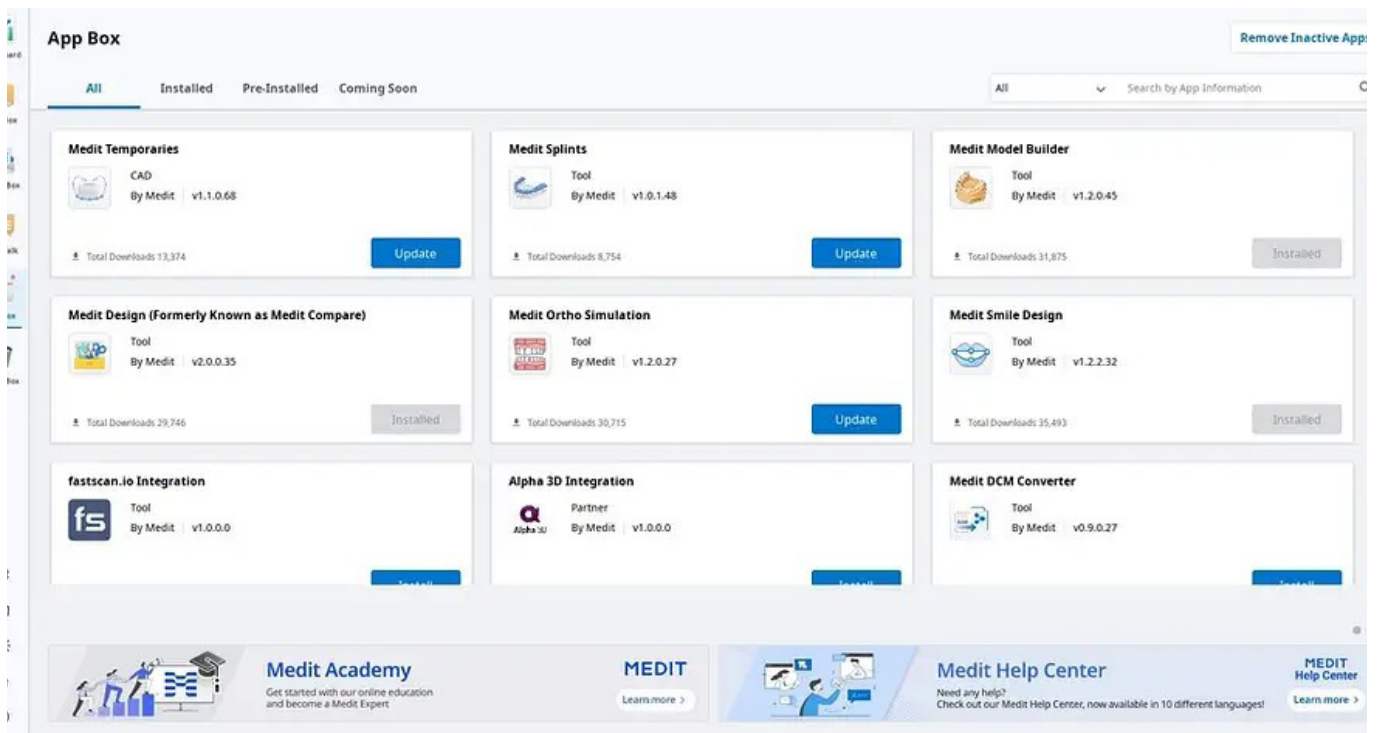 App Box
Remove Inactive Apps
All Installed Pre-Installed Coming Soon
All Search by App Information
Medit Temporaries
CAD
By Medit v1.1.0.68
Total Downloads 13,374
Update
Medit Splints
Tool
By Medit v1.0.1.48
Total Downloads 8,754
Update
Medit Model Builder
Tool
By Medit v1.2.0.45
Total Downloads 31,875
Installed
Medit Design (Formerly Known as Medit Compare)
Tool
By Medit v2.0.0.35
Total Downloads 29,746
Installed
Medit Ortho Simulation
Tool
By Medit v1.2.0.27
Total Downloads 30,715
Update
Medit Smile Design
Tool
By Medit v1.2.2.32
Total Downloads 35,493
Installed
fastscan.io Integration
fs
Tool
By Medit v1.0.0.0
Install
Alpha 3D Integration
Alpha 3D
Partner
By Medit v1.0.0.0
Install
Medit DCM Converter
Tool
By Medit v0.9.0.27
Install
Medit Academy
Get started with our online education
and become a Medit Expert
MEDIT
Learn more >
Medit Help Center
Need any help?
Check out our Medit Help Center, now available in 10 different languages!
MEDIT
Help Center
Learn more >